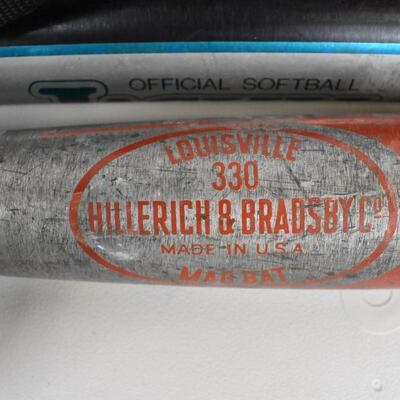 OFFICIAL SOFTBALL
LOUISVILLE
330
HILLERICH & BRADSBY Co
MADE IN U.S.A.
MAG BAT